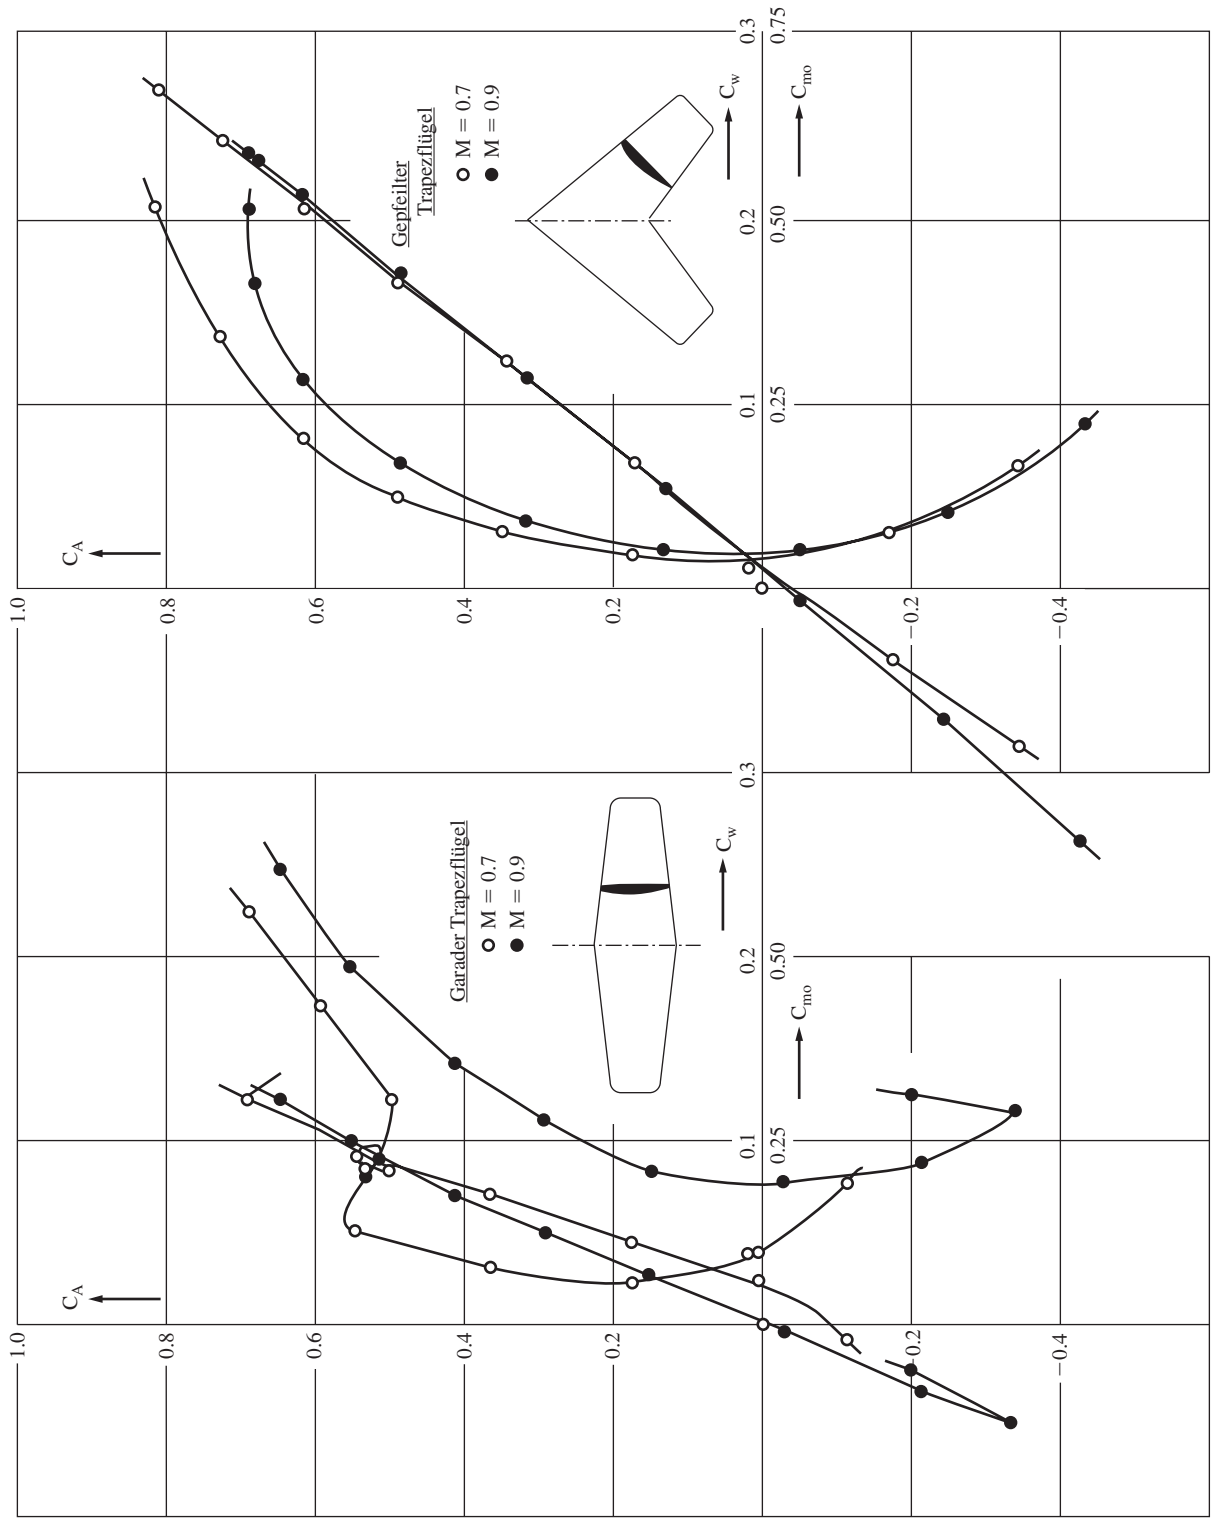 1.0
C_A
0.8
0.6
0.4
Garader Trapezflügel
M = 0.7
M = 0.9
0.2
C_w
0.1 0.2 0.3
0.25 0.50
C_mo
−0.2
−0.4
1.0
C_A
0.8
0.6
Gepfeilter
Trapezflügel
0.4
M = 0.7
M = 0.9
0.2
C_w
0.1 0.2 0.3
0.25 0.50 0.75
C_mo
−0.2
−0.4